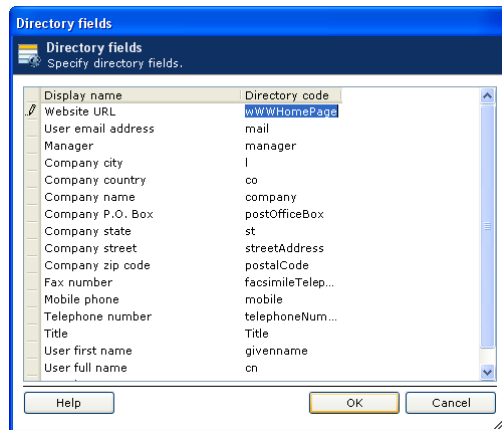 Directory fields
Directory fields
Specify directory fields.
Display name Directory code
Website URL wWWHomePage
User email address mail
Manager manager
Company city l
Company country co
Company name company
Company P.O. Box postOfficeBox
Company state st
Company street streetAddress
Company zip code postalCode
Fax number facsimileTelep...
Mobile phone mobile
Telephone number telephoneNum...
Title Title
User first name givenname
User full name cn
Help OK Cancel